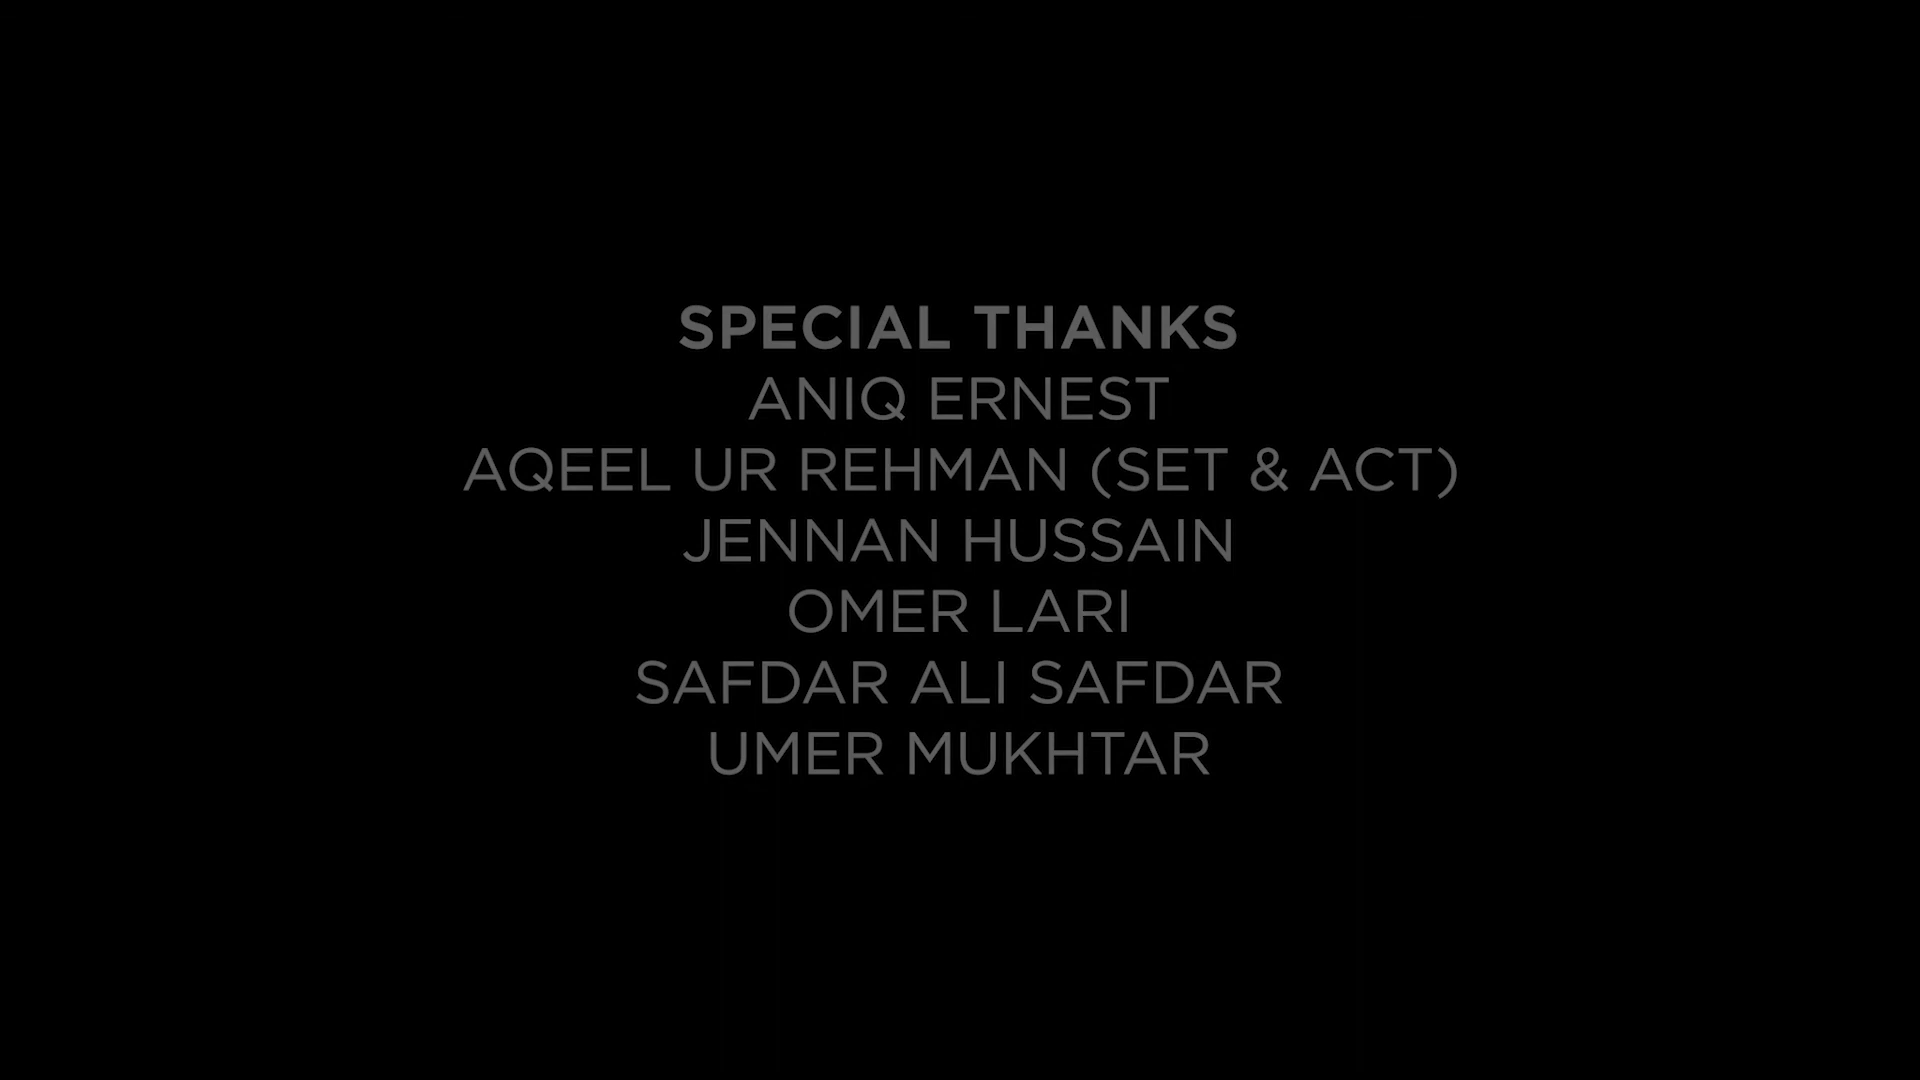 SPECIAL THANKS
ANIQ ERNEST
AQEEL UR REHMAN (SET & ACT)
JENNAN HUSSAIN
OMER LARI
SAFDAR ALI SAFDAR
UMER MUKHTAR